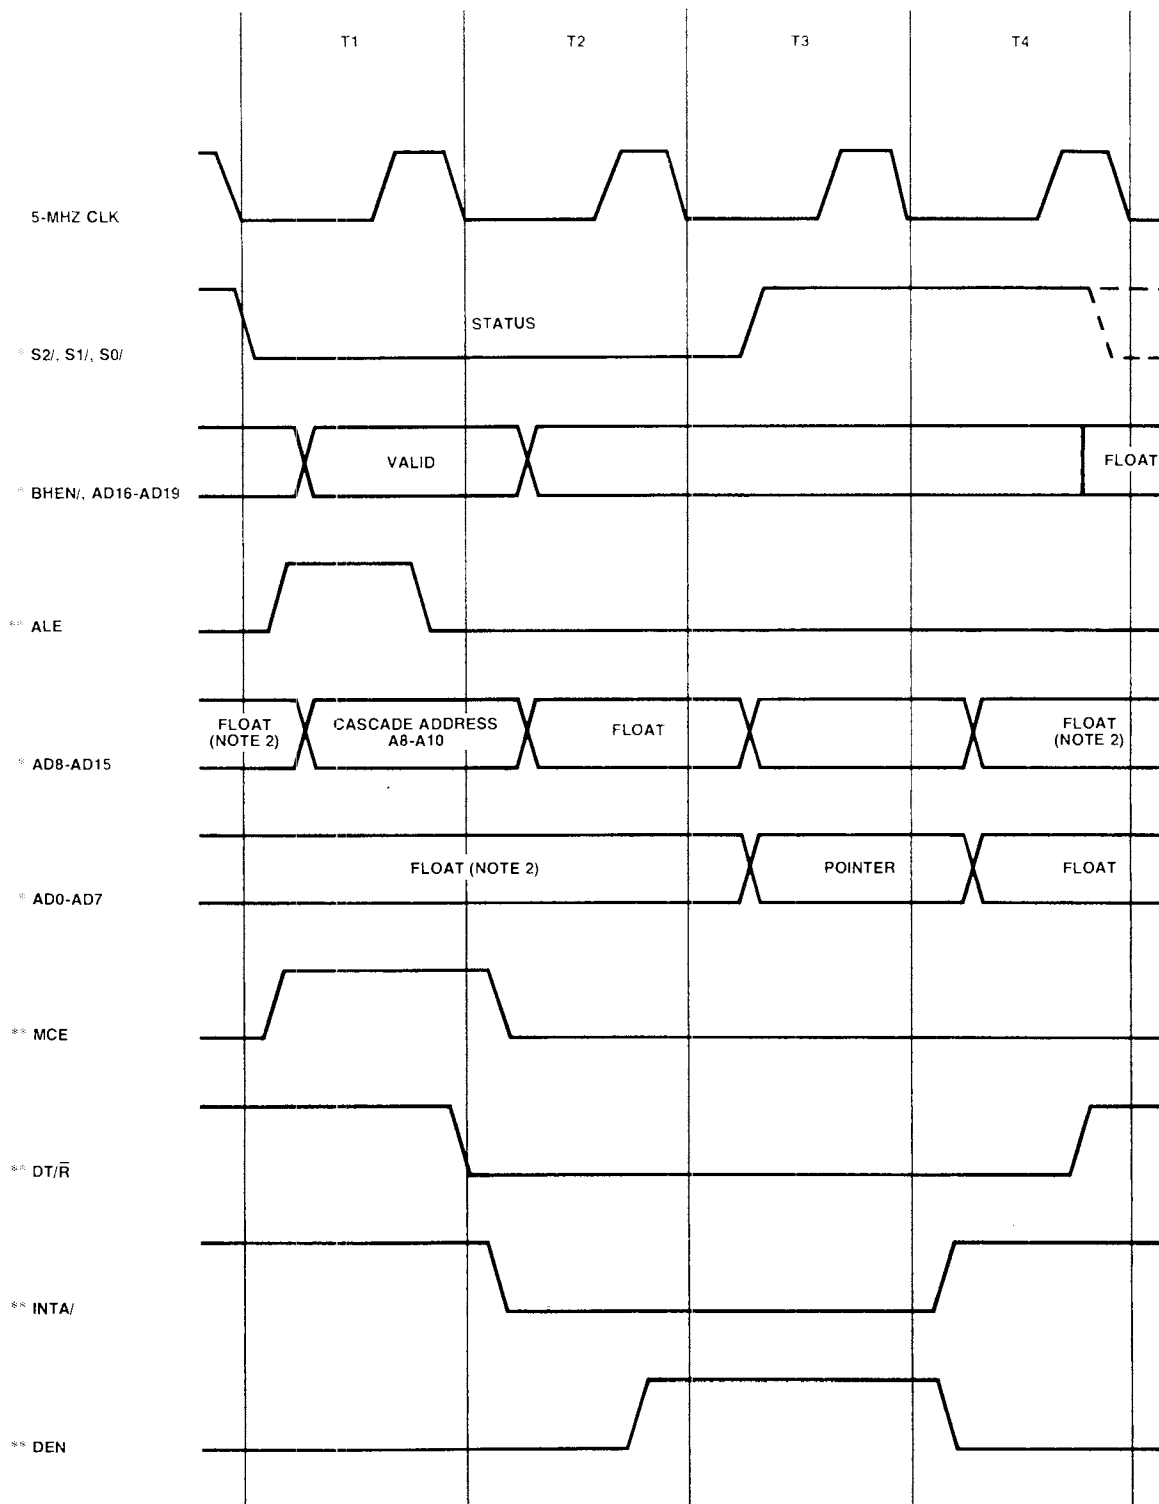 T1 T2 T3 T4
5-MHZ CLK
STATUS
* S2/, S1/, S0/
VALID
FLOAT
* BHEN/, AD16-AD19
** ALE
FLOAT
(NOTE 2)
CASCADE ADDRESS
A8-A10
FLOAT
FLOAT
(NOTE 2)
* AD8-AD15
FLOAT (NOTE 2)
POINTER
FLOAT
* AD0-AD7
** MCE
** DT/R̅
** INTA/
** DEN